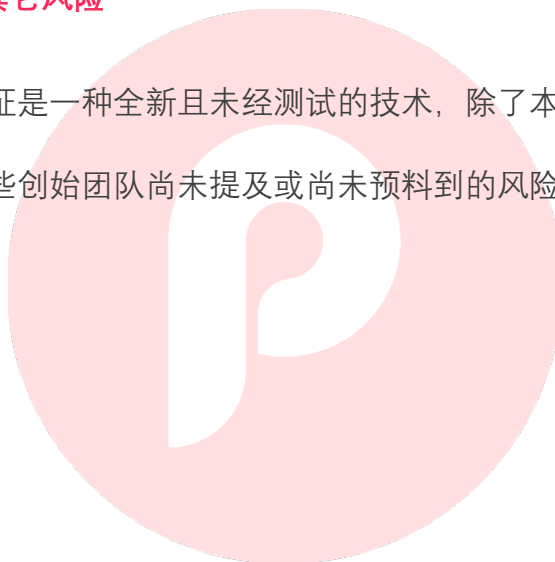 其它风险
证是一种全新且未经测试的技术，除了本
些创始团队尚未提及或尚未预料到的风险